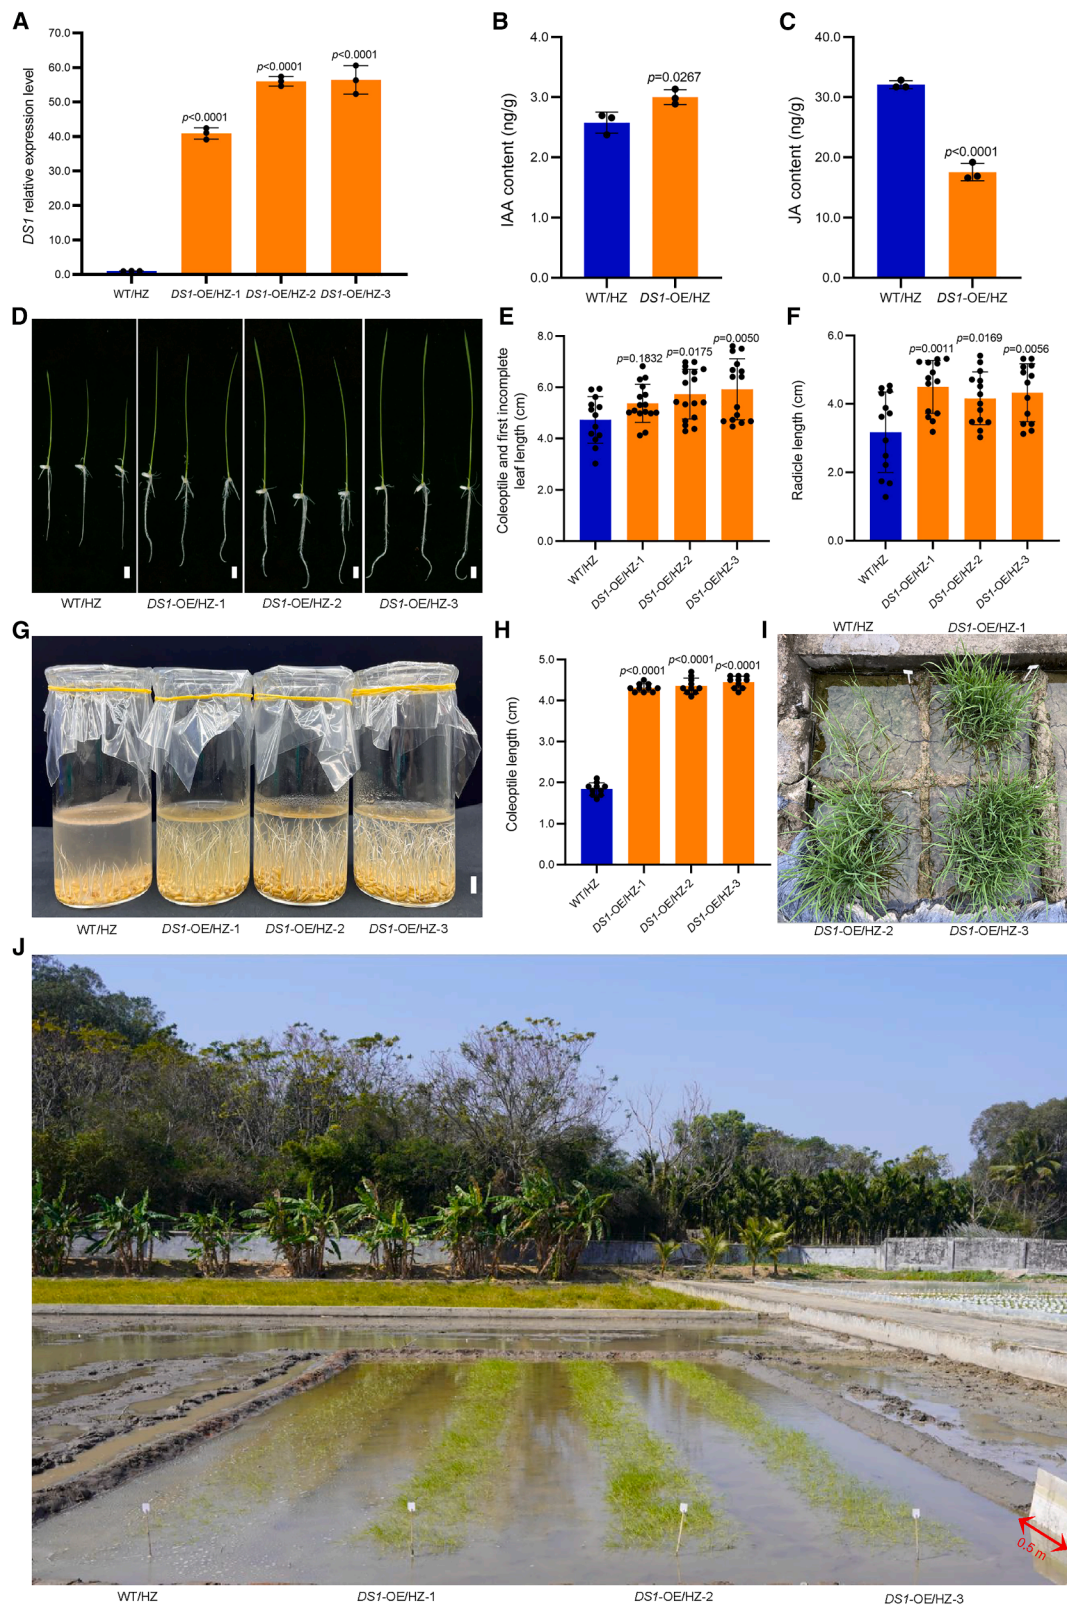 A
DS1 relative expression level
70.0
60.0
50.0
40.0
30.0
20.0
10.0
0.0
p<0.0001
p<0.0001
p<0.0001
WT/HZ
DS1-OE/HZ-1
DS1-OE/HZ-2
DS1-OE/HZ-3
B
IAA content (ng/g)
4.0
3.0
2.0
1.0
0.0
p=0.0267
WT/HZ
DS1-OE/HZ
C
JA content (ng/g)
40.0
30.0
20.0
10.0
0.0
p<0.0001
WT/HZ
DS1-OE/HZ
D
WT/HZ
DS1-OE/HZ-1
DS1-OE/HZ-2
DS1-OE/HZ-3
E
Coleoptile and first incomplete
leaf length (cm)
8.0
6.0
4.0
2.0
0.0
p=0.1832
p=0.0175
p=0.0050
WT/HZ
DS1-OE/HZ-1
DS1-OE/HZ-2
DS1-OE/HZ-3
F
Radicle length (cm)
6.0
4.0
2.0
0.0
p=0.0011
p=0.0169
p=0.0056
WT/HZ
DS1-OE/HZ-1
DS1-OE/HZ-2
DS1-OE/HZ-3
G
WT/HZ
DS1-OE/HZ-1
DS1-OE/HZ-2
DS1-OE/HZ-3
H
Coleoptile length (cm)
5.0
4.0
3.0
2.0
1.0
0.0
p<0.0001
p<0.0001
p<0.0001
WT/HZ
DS1-OE/HZ-1
DS1-OE/HZ-2
DS1-OE/HZ-3
I
WT/HZ
DS1-OE/HZ-1
DS1-OE/HZ-2
DS1-OE/HZ-3
J
0.5 m
WT/HZ
DS1-OE/HZ-1
DS1-OE/HZ-2
DS1-OE/HZ-3